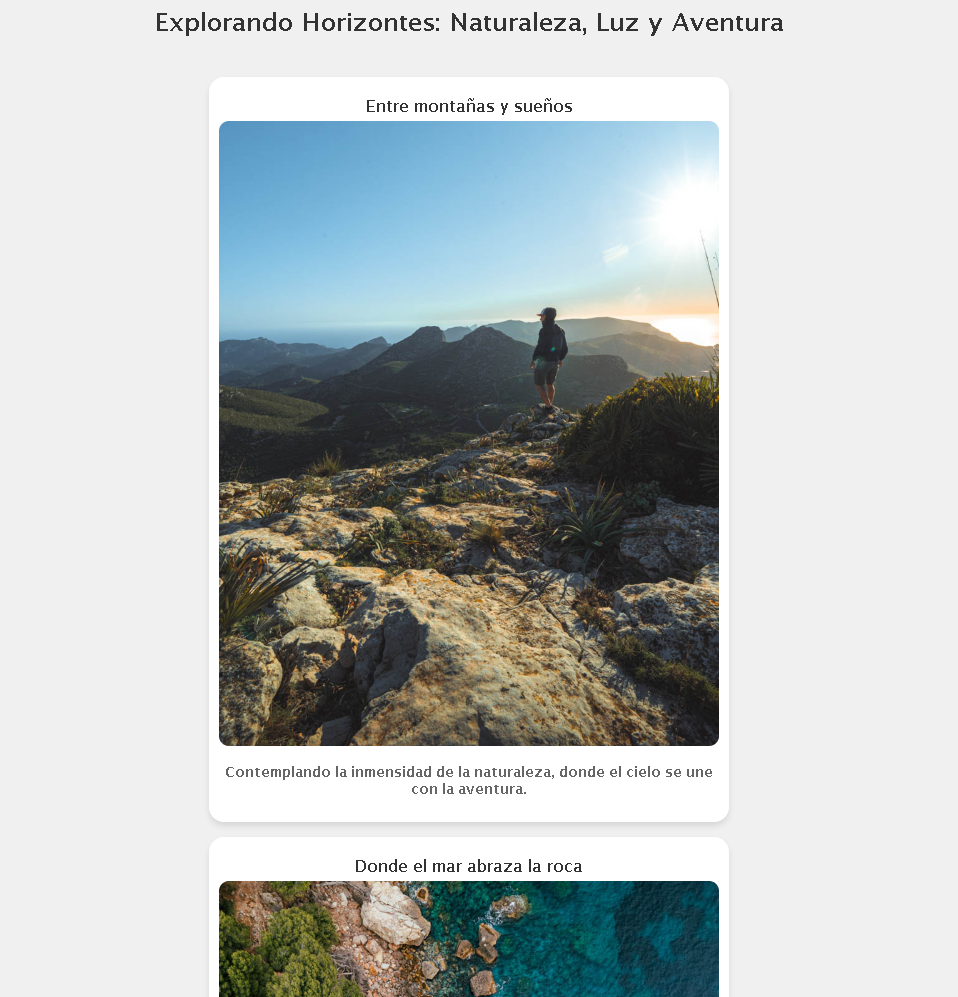 Explorando Horizontes: Naturaleza, Luz y Aventura
Entre montañas y sueños
Contemplando la inmensidad de la naturaleza, donde el cielo se une
con la aventura.
Donde el mar abraza la roca